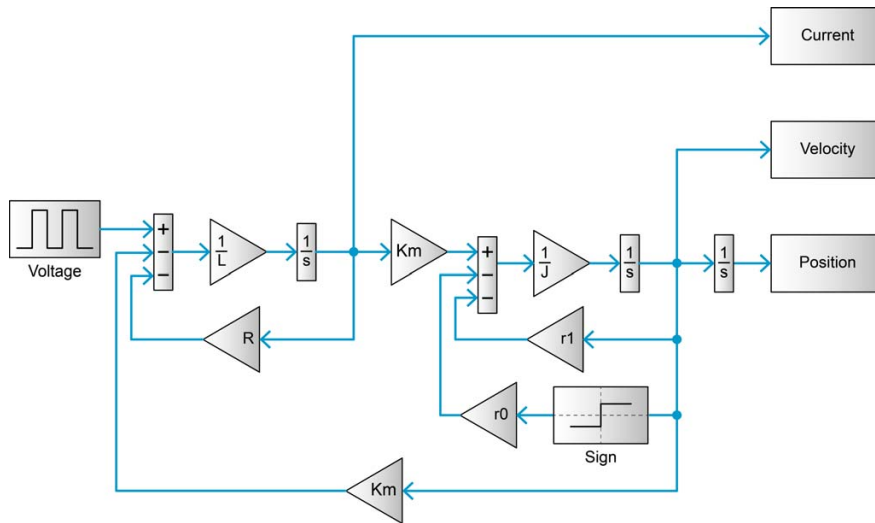 Current
Velocity
Voltage
+
−
−
1
L
1
s
Km
+
−
−
1
J
1
s
1
s
Position
R
r1
r0
Sign
Km